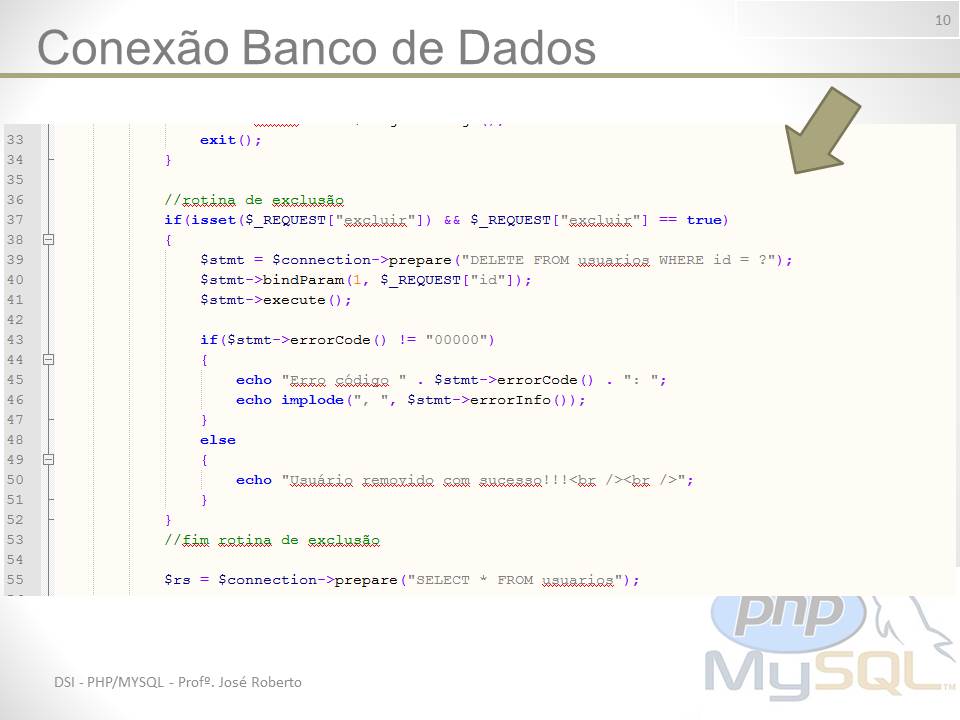 10
Conexão Banco de Dados
33 exit();
34 }
35
36 //rotina de exclusão
37 if(isset($_REQUEST["excluir"]) && $_REQUEST["excluir"] == true)
38 {
39 $stmt = $connection->prepare("DELETE FROM usuarios WHERE id = ?");
40 $stmt->bindParam(1, $_REQUEST["id"]);
41 $stmt->execute();
42
43 if($stmt->errorCode() != "00000")
44 {
45 echo "Erro código " . $stmt->errorCode() . ": ";
46 echo implode(", ", $stmt->errorInfo());
47 }
48 else
49 {
50 echo "Usuário removido com sucesso!!!<br /><br />";
51 }
52 }
53 //fim rotina de exclusão
54
55 $rs = $connection->prepare("SELECT * FROM usuarios");
php
MySQL™
DSI - PHP/MYSQL - Profº. José Roberto